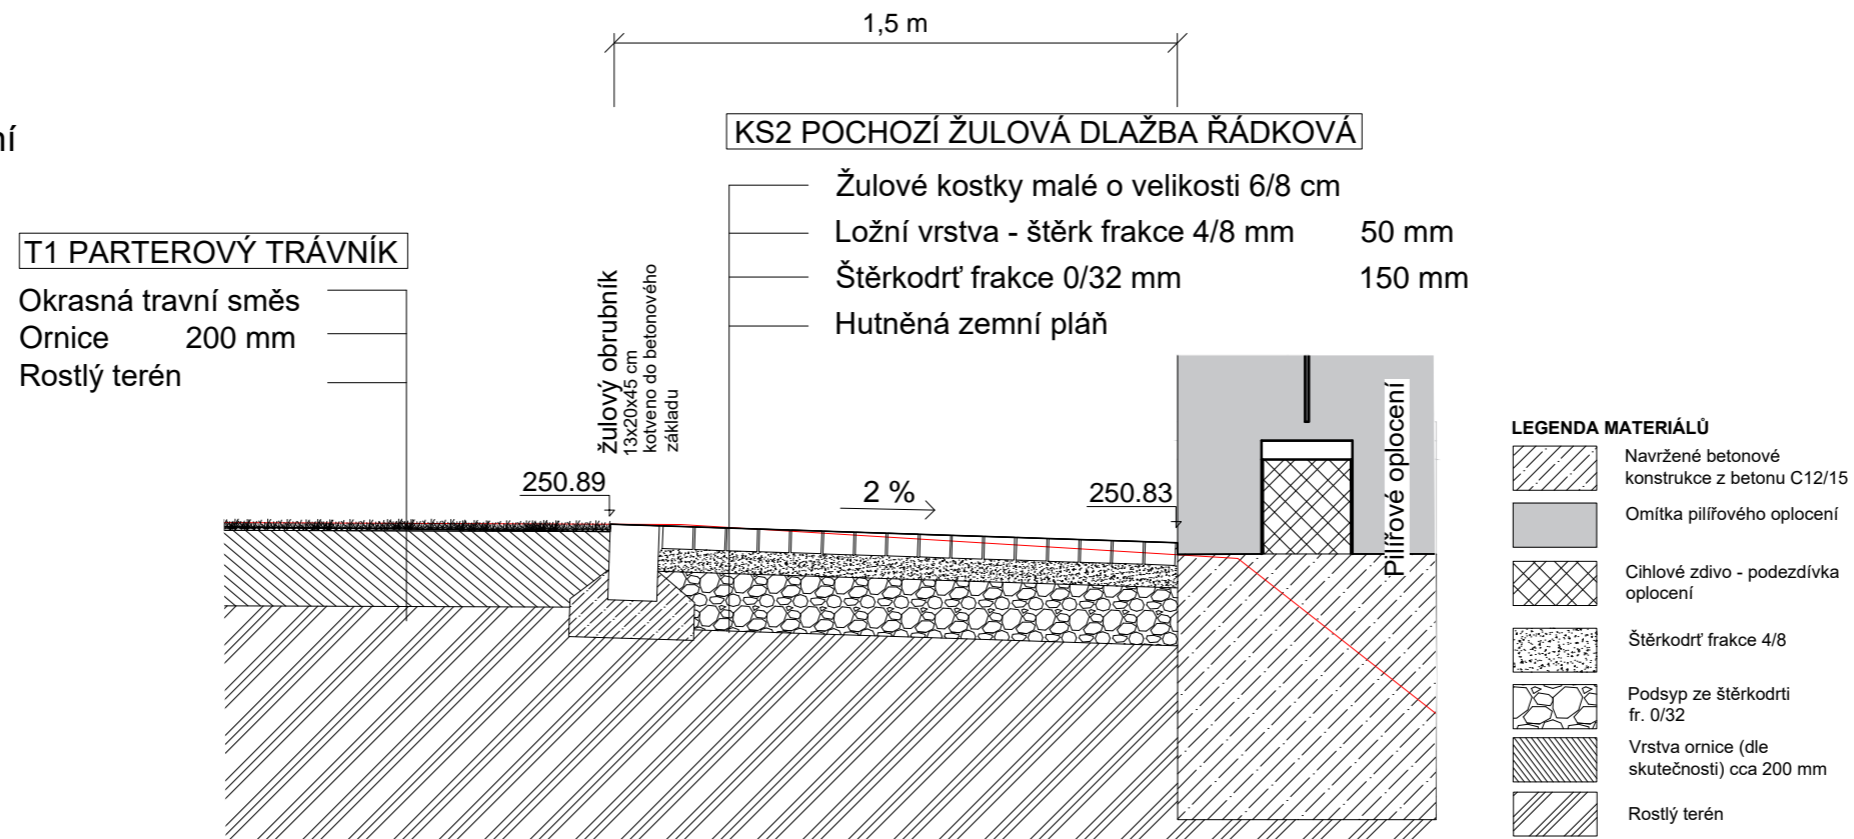 1,5 m
ní
KS2 POCHOZÍ ŽULOVÁ DLAŽBA ŘÁDKOVÁ
Žulové kostky malé o velikosti 6/8 cm
Ložní vrstva - štěrk frakce 4/8 mm 50 mm
Štěrkodrť frakce 0/32 mm 150 mm
Hutněná zemní pláň
T1 PARTEROVÝ TRÁVNÍK
Okrasná travní směs
Ornice 200 mm
Rostlý terén
žulový obrubník
13x20x45 cm
kotveno do betonového
základu
250.89
2 %
250.83
Pilířové oplocení
LEGENDA MATERIÁLŮ
Navržené betonové
konstrukce z betonu C12/15
Omítka pilířového oplocení
Cihlové zdivo - podezdívka
oplocení
Štěrkodrť frakce 4/8
Podsyp ze štěrkodrti
fr. 0/32
Vrstva ornice (dle
skutečnosti) cca 200 mm
Rostlý terén